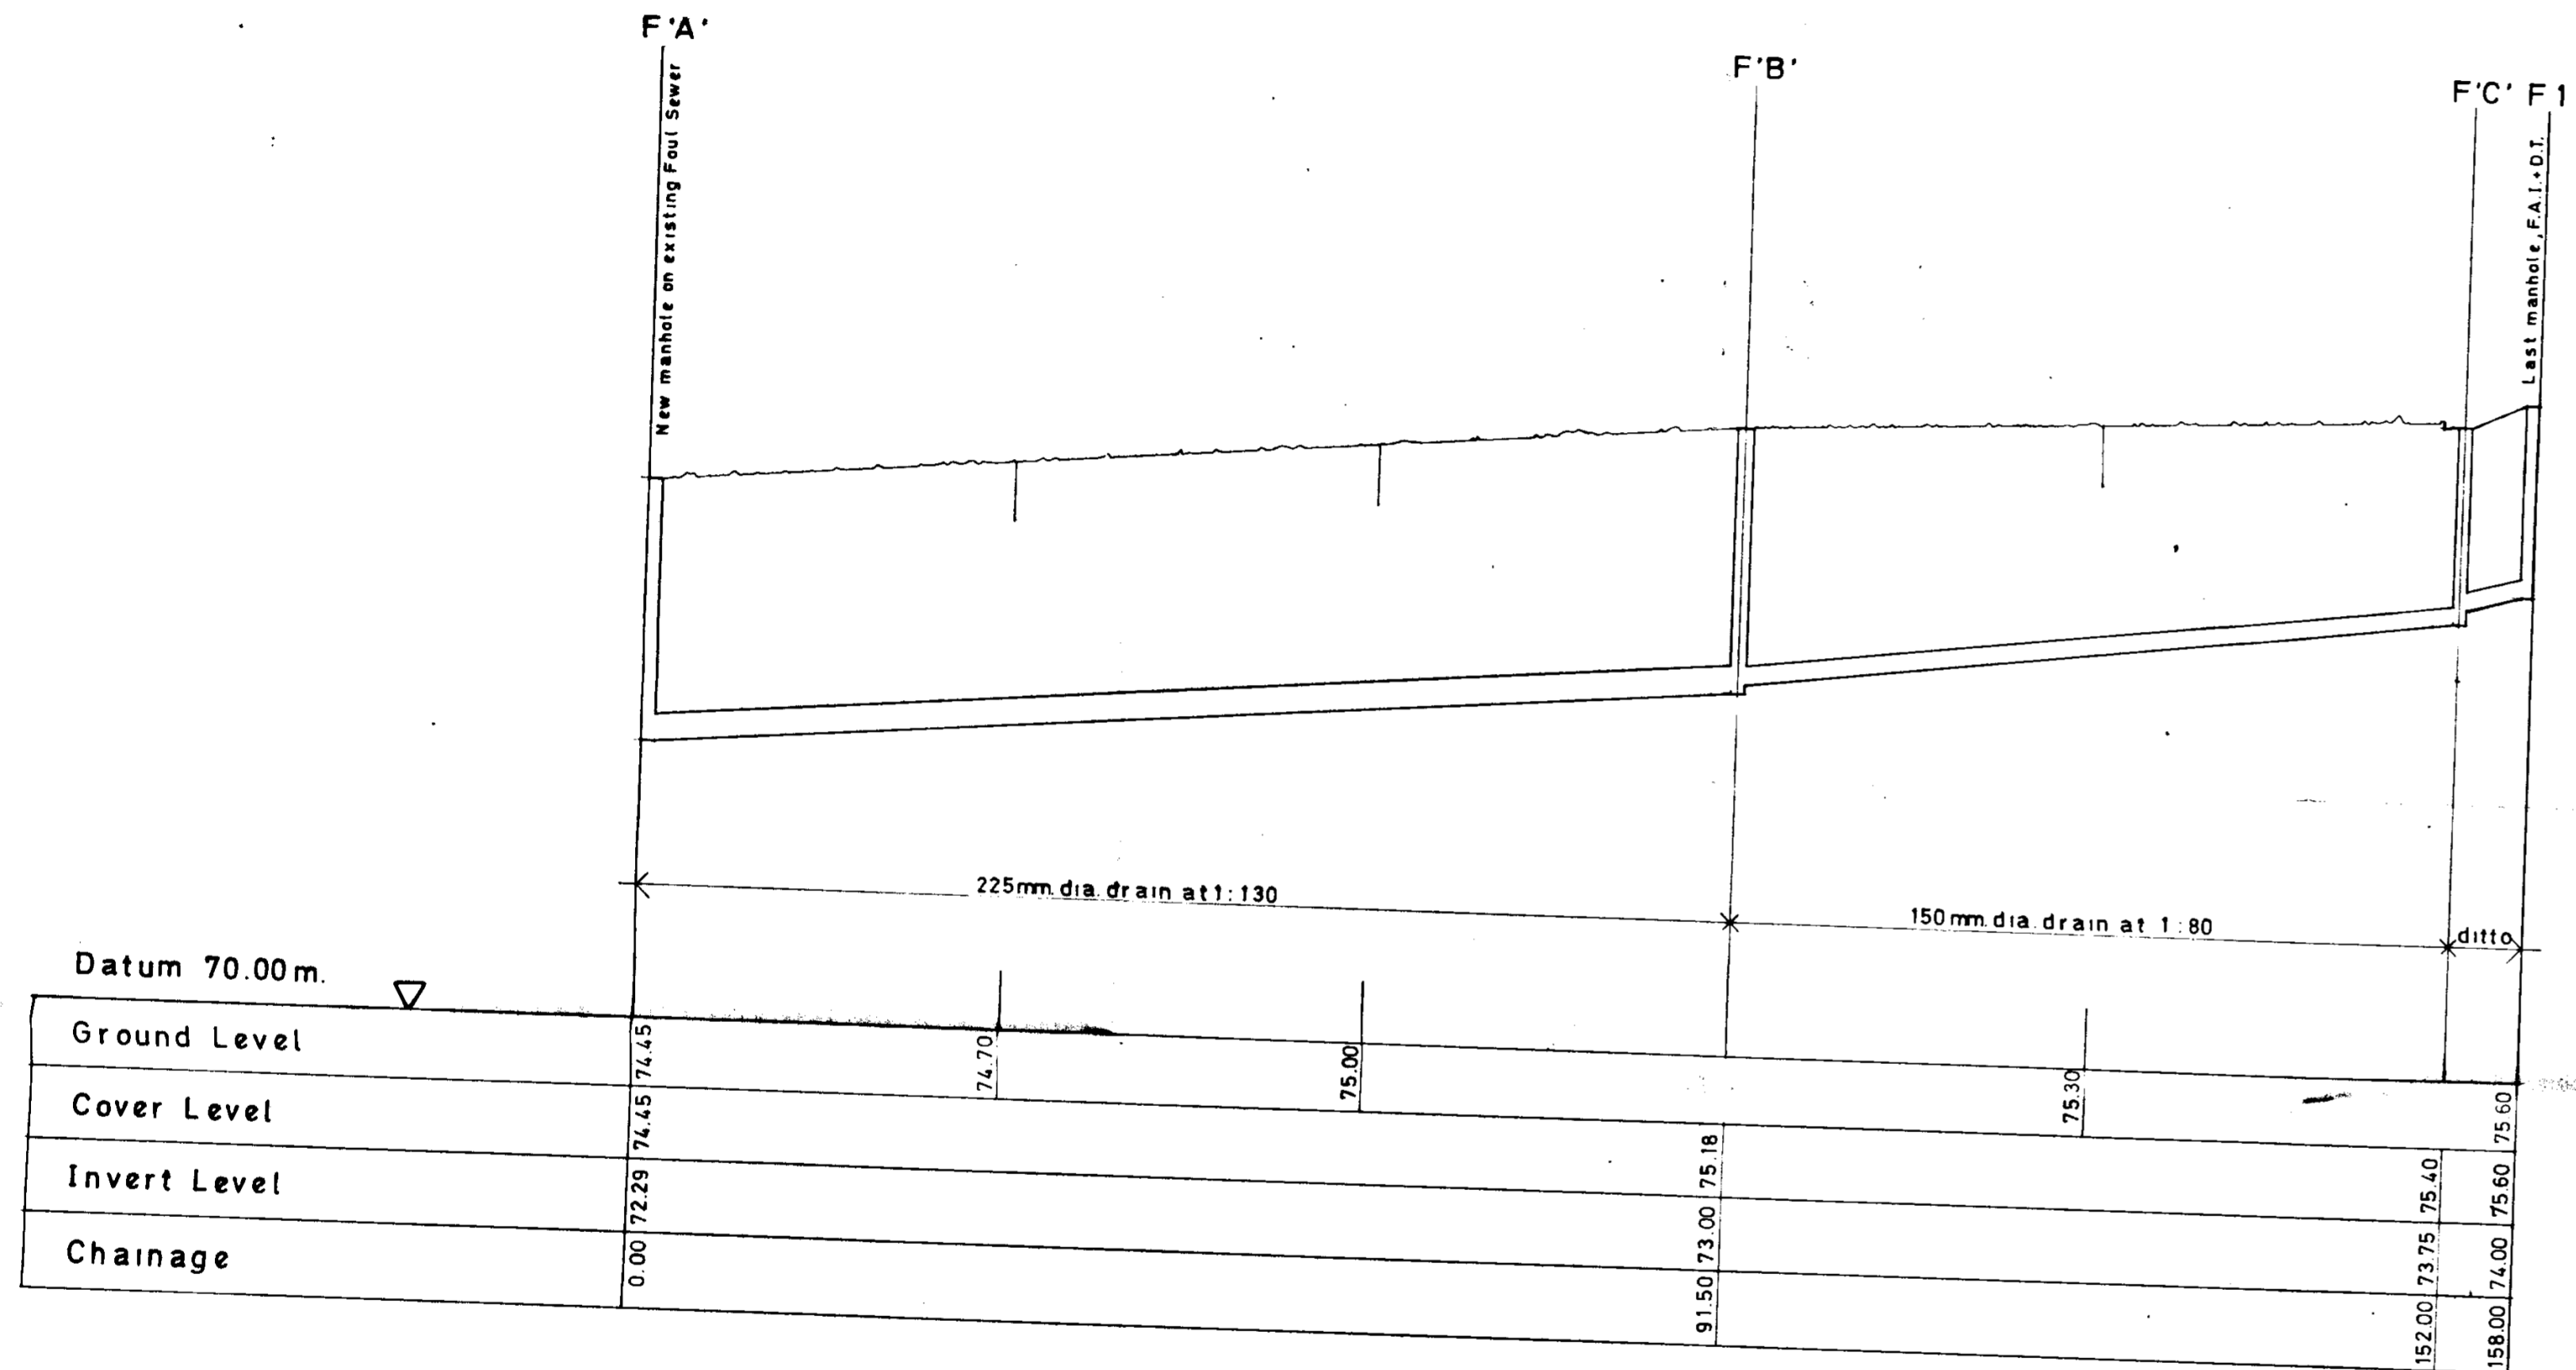 F 'A'
F 'B'
F 'C' F 1
New manhole on existing Foul Sewer
Last manhole, F.A.I.+D.T.
225mm. dia. drain at 1:130
150mm. dia. drain at 1:80
ditto
Datum 70.00m.
Ground Level 74.45 74.70 75.00 75.30 75.60
Cover Level 74.45 75.18 75.40 75.60
Invert Level 72.29 73.00 73.75 74.00
Chainage 0.00 91.50 152.00 158.00